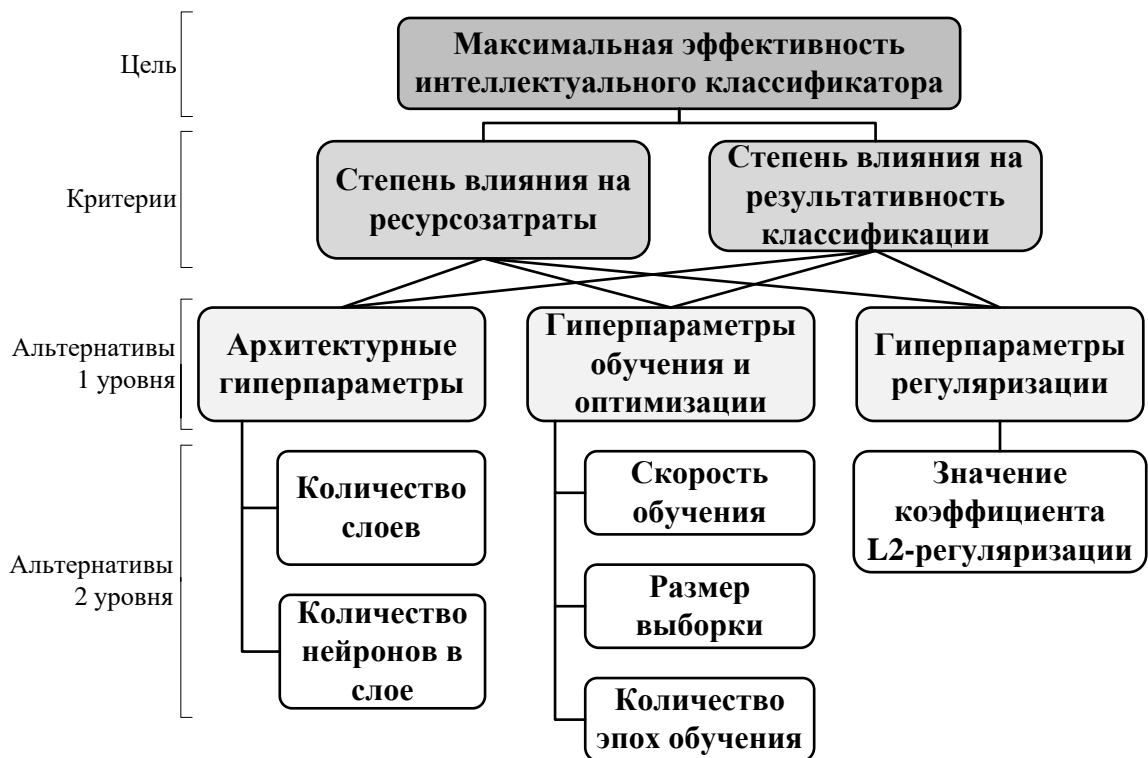 Цель
Максимальная эффективность
интеллектуального классификатора
Критерии
Степень влияния на
ресурсозатраты
Степень влияния на
результативность
классификации
Альтернативы
1 уровня
Архитектурные
гиперпараметры
Гиперпараметры
обучения и
оптимизации
Гиперпараметры
регуляризации
Альтернативы
2 уровня
Количество
слоев
Количество
нейронов в
слое
Скорость
обучения
Размер
выборки
Количество
эпох обучения
Значение
коэффициента
L2-регуляризации